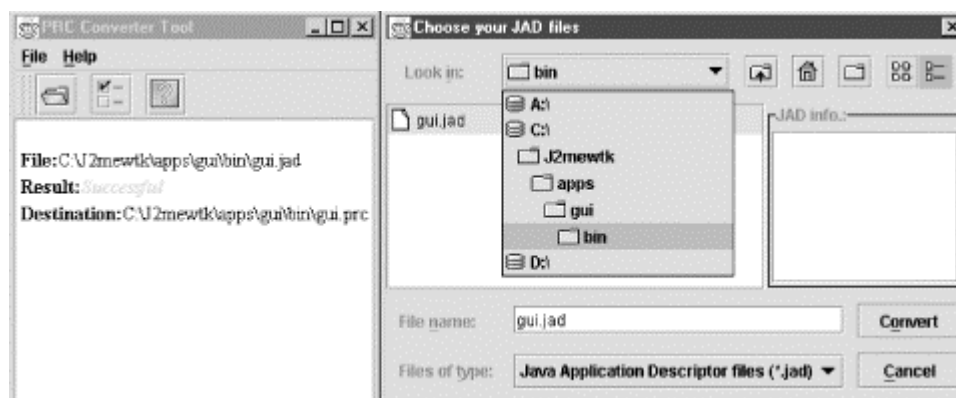 PRC Converter Tool
File Help
File:C:\J2mewtk\apps\gui\bin\gui.jad
Result:Successful
Destination:C:\J2mewtk\apps\gui\bin\gui.prc
Choose your JAD files
Look in:
bin
gui.jad
A:\
C:\
J2mewtk
apps
gui
bin
D:\
JAD info.:
File name:
gui.jad
Convert
Files of type:
Java Application Descriptor files (*.jad)
Cancel